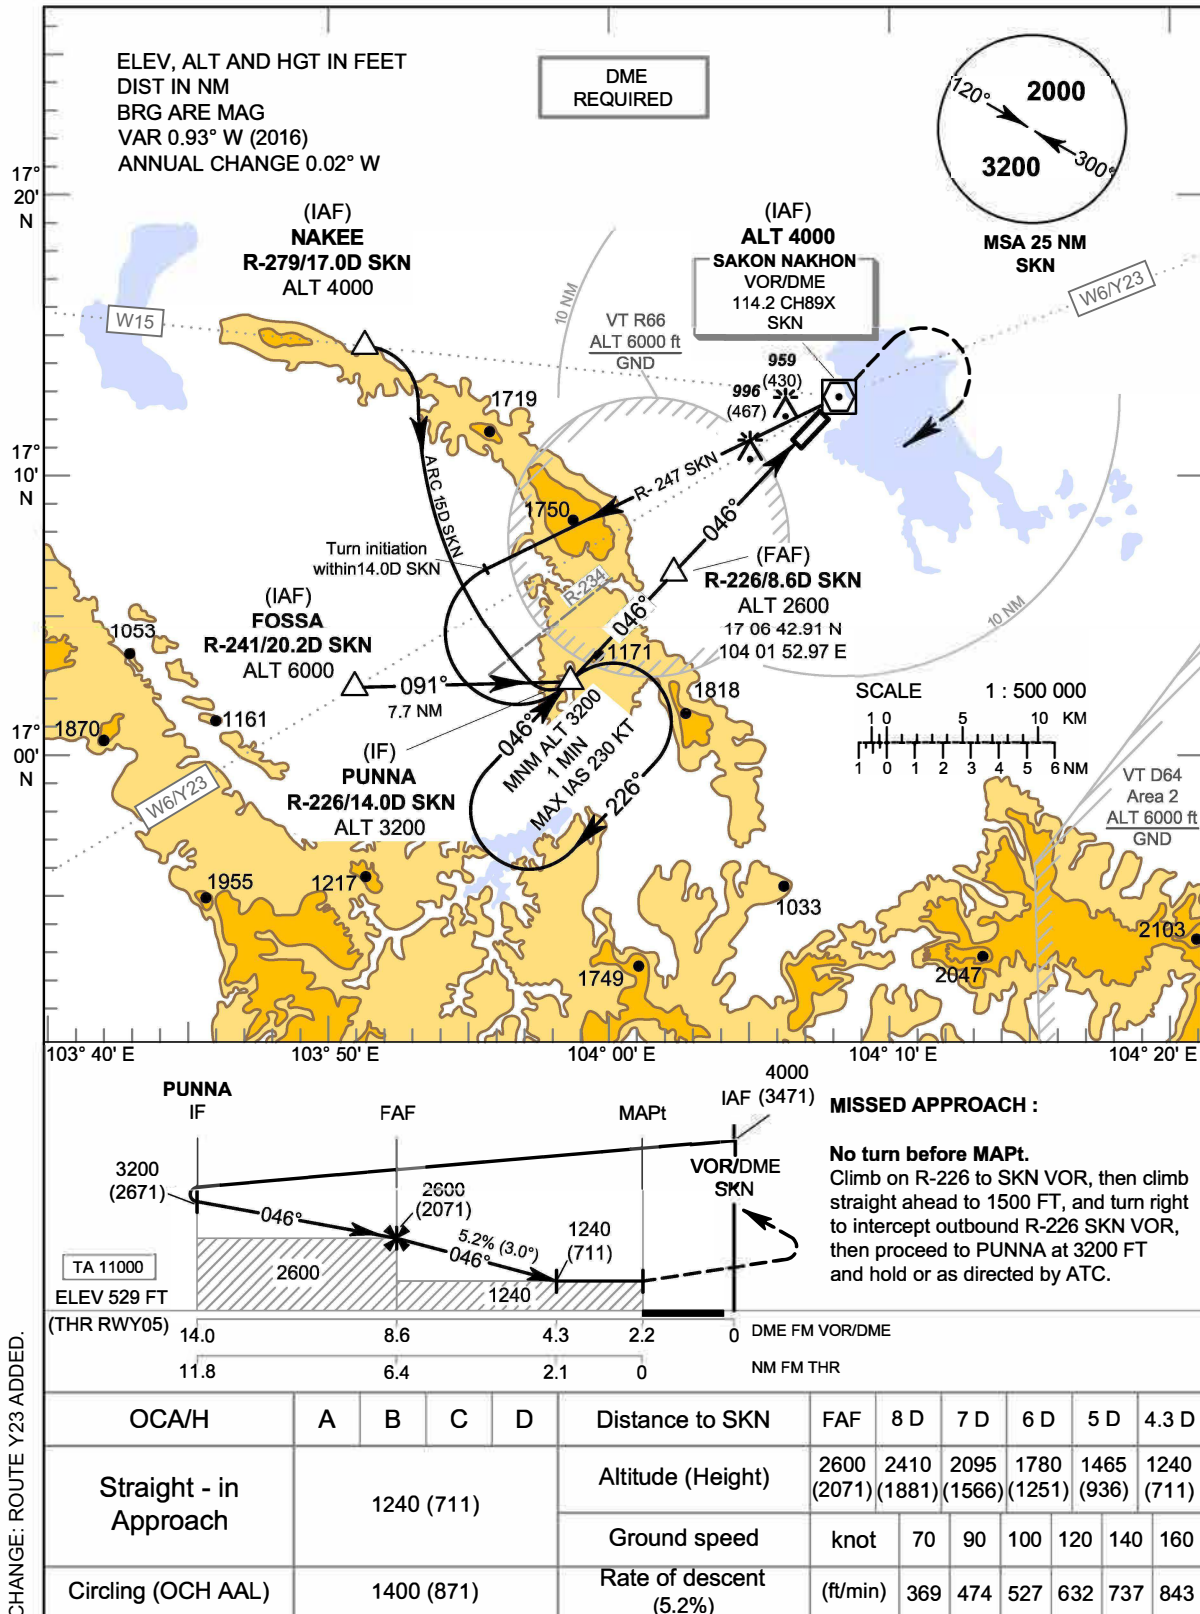 ELEV, ALT AND HGT IN FEET
DIST IN NM
BRG ARE MAG
VAR 0.93° W (2016)
ANNUAL CHANGE 0.02° W
DME
REQUIRED
120°
2000
3200
300°
MSA 25 NM
SKN
17°
20'
N
(IAF)
NAKEE
R-279/17.0D SKN
ALT 4000
(IAF)
ALT 4000
SAKON NAKHON
VOR/DME
114.2 CH89X
SKN
W15
W6/Y23
10 NM
VT R66
ALT 6000 ft
GND
959
(430)
996
(467)
1719
17°
10'
N
ARC 15D SKN
R- 247 SKN
1750
046°
Turn initiation
within14.0D SKN
R-234
(FAF)
R-226/8.6D SKN
ALT 2600
17 06 42.91 N
104 01 52.97 E
10 NM
(IAF)
FOSSA
R-241/20.2D SKN
ALT 6000
1053
046°
1171
091°
7.7 NM
1818
SCALE 1 : 500 000
1 0 5 10 KM
1 0 1 2 3 4 5 6 NM
1161
1870
17°
00'
N
046°
MNM ALT 3200
1 MIN
MAX IAS 230 KT
226°
(IF)
PUNNA
R-226/14.0D SKN
ALT 3200
W6/Y23
VT D64
Area 2
ALT 6000 ft
GND
1955
1217
1033
2103
1749
2047
103° 40' E 103° 50' E 104° 00' E 104° 10' E 104° 20' E
PUNNA
IF
FAF
MAPt
4000
IAF (3471)
VOR/DME
SKN
3200
(2671)
046°
2600
(2071)
5.2% (3.0°)
046°
1240
(711)
2600
1240
TA 11000
ELEV 529 FT
(THR RWY05)
14.0 8.6 4.3 2.2 0 DME FM VOR/DME
11.8 6.4 2.1 0 NM FM THR
MISSED APPROACH :
No turn before MAPt.
Climb on R-226 to SKN VOR, then climb
straight ahead to 1500 FT, and turn right
to intercept outbound R-226 SKN VOR,
then proceed to PUNNA at 3200 FT
and hold or as directed by ATC.
CHANGE: ROUTE Y23 ADDED.
OCA/H A B C D
Straight - in
Approach
1240 (711)
Circling (OCH AAL) 1400 (871)
Distance to SKN FAF 8 D 7 D 6 D 5 D 4.3 D
Altitude (Height) 2600 2410 2095 1780 1465 1240
(2071) (1881) (1566) (1251) (936) (711)
Ground speed knot 70 90 100 120 140 160
Rate of descent
(5.2%)
(ft/min) 369 474 527 632 737 843